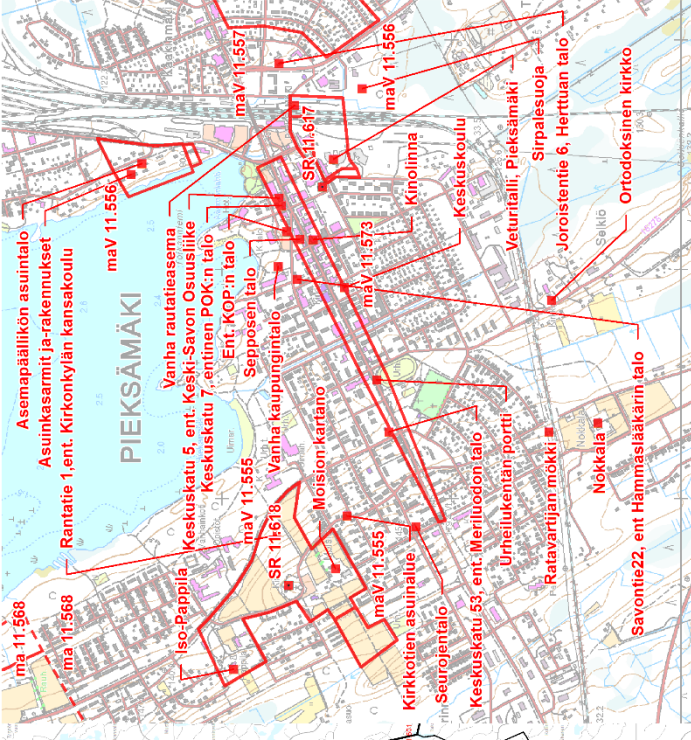 ma 11.568
ma 11.568
Asemapäällikön asuintalo
Asuinkasarmit ja-rakennukset
Rantatie 1,ent. Kirkonkylän kansakoulu
maV 11.556
PIEKSÄMÄKI
Vanha rautatieasema
Keskuskatu 5, ent. Keski-Savon Osuusliike
Keskuskatu 7, entinen POK:n talo
Ent. KOP:n talo
Sepposen talo
Vanha kaupungintalo
maV 11.555
SR 11.618
Iso-Pappila
Moision kartano
maV 11.555
Kirkkotien asuinalue
Seurojentalo
Keskuskatu 53, ent. Meriluodon talo
Urheilukentän portti
Ratavartijan mökki
Nokkala
Savontie22, ent Hammaslääkärin talo
maV 11.557
maV 11.556
SR 11.617
maV 11.573
Kinolinna
Keskuskoulu
Veturitalli, Pieksämäki
Sirpalesuoja
Joroistentie 6, Herttuan talo
Ortodoksinen kirkko
Nokkala